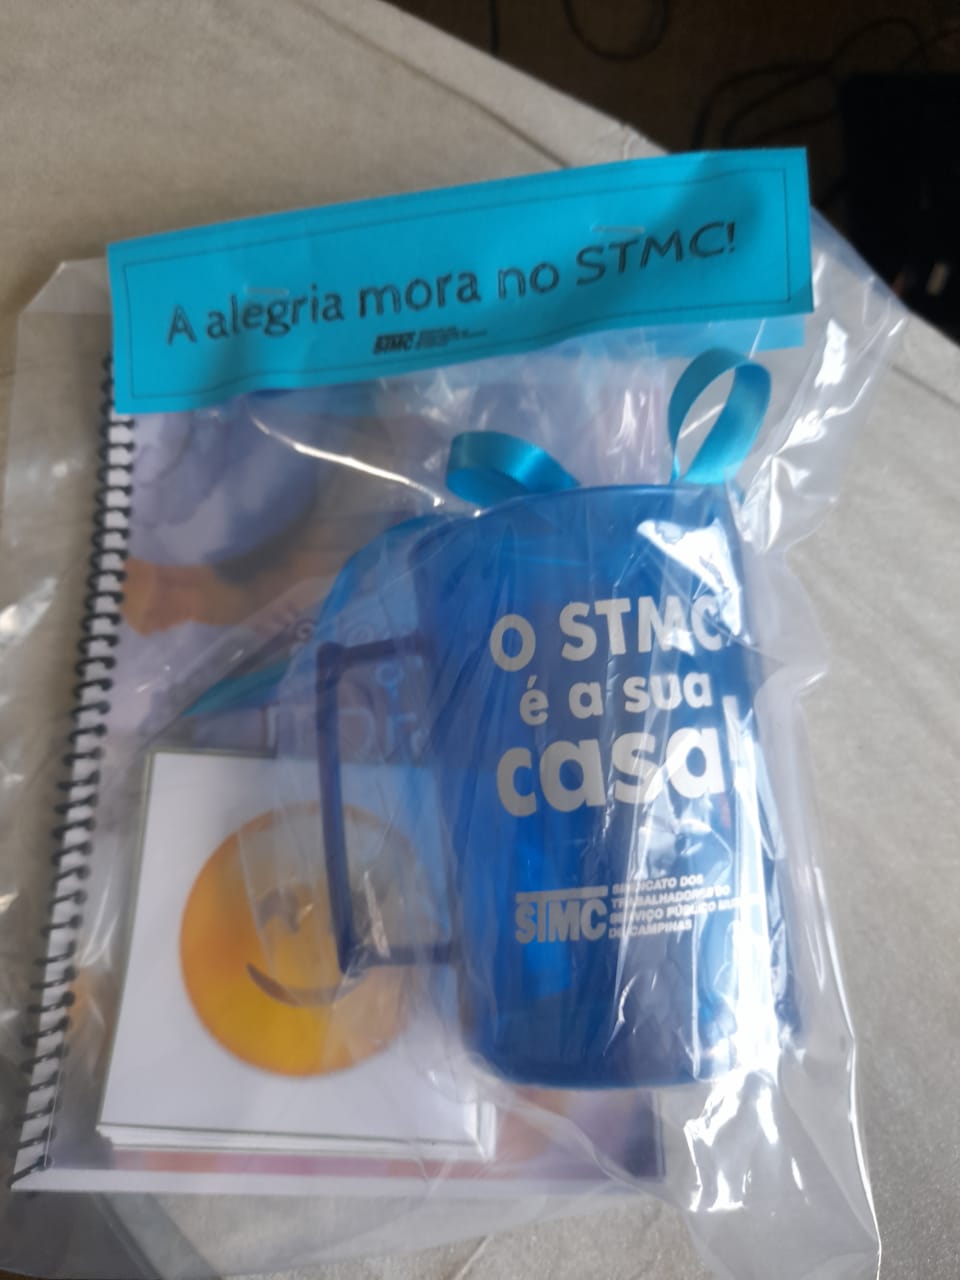 A alegria mora no STMC!
STMC
O STMC
é a sua
casa!
STMC
SINDICATO DOS
TRABALHADORES DO
SERVIÇO PÚBLICO
DE CAMPINAS